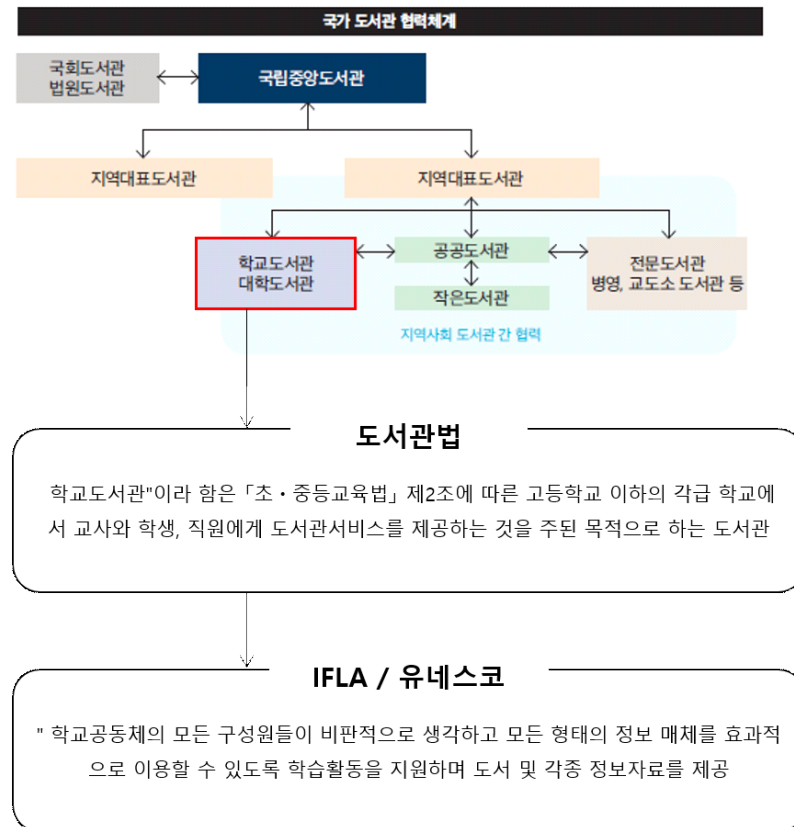 국가 도서관 협력체계
국회도서관
법원도서관
국립중앙도서관
지역대표도서관
지역대표도서관
학교도서관
대학도서관
공공도서관
작은도서관
전문도서관
병영, 교도소 도서관 등
지역사회 도서관 간 협력
도서관법
학교도서관"이라 함은 「초・중등교육법」 제2조에 따른 고등학교 이하의 각급 학교에
서 교사와 학생, 직원에게 도서관서비스를 제공하는 것을 주된 목적으로 하는 도서관
IFLA / 유네스코
" 학교공동체의 모든 구성원들이 비판적으로 생각하고 모든 형태의 정보 매체를 효과적
으로 이용할 수 있도록 학습활동을 지원하며 도서 및 각종 정보자료를 제공